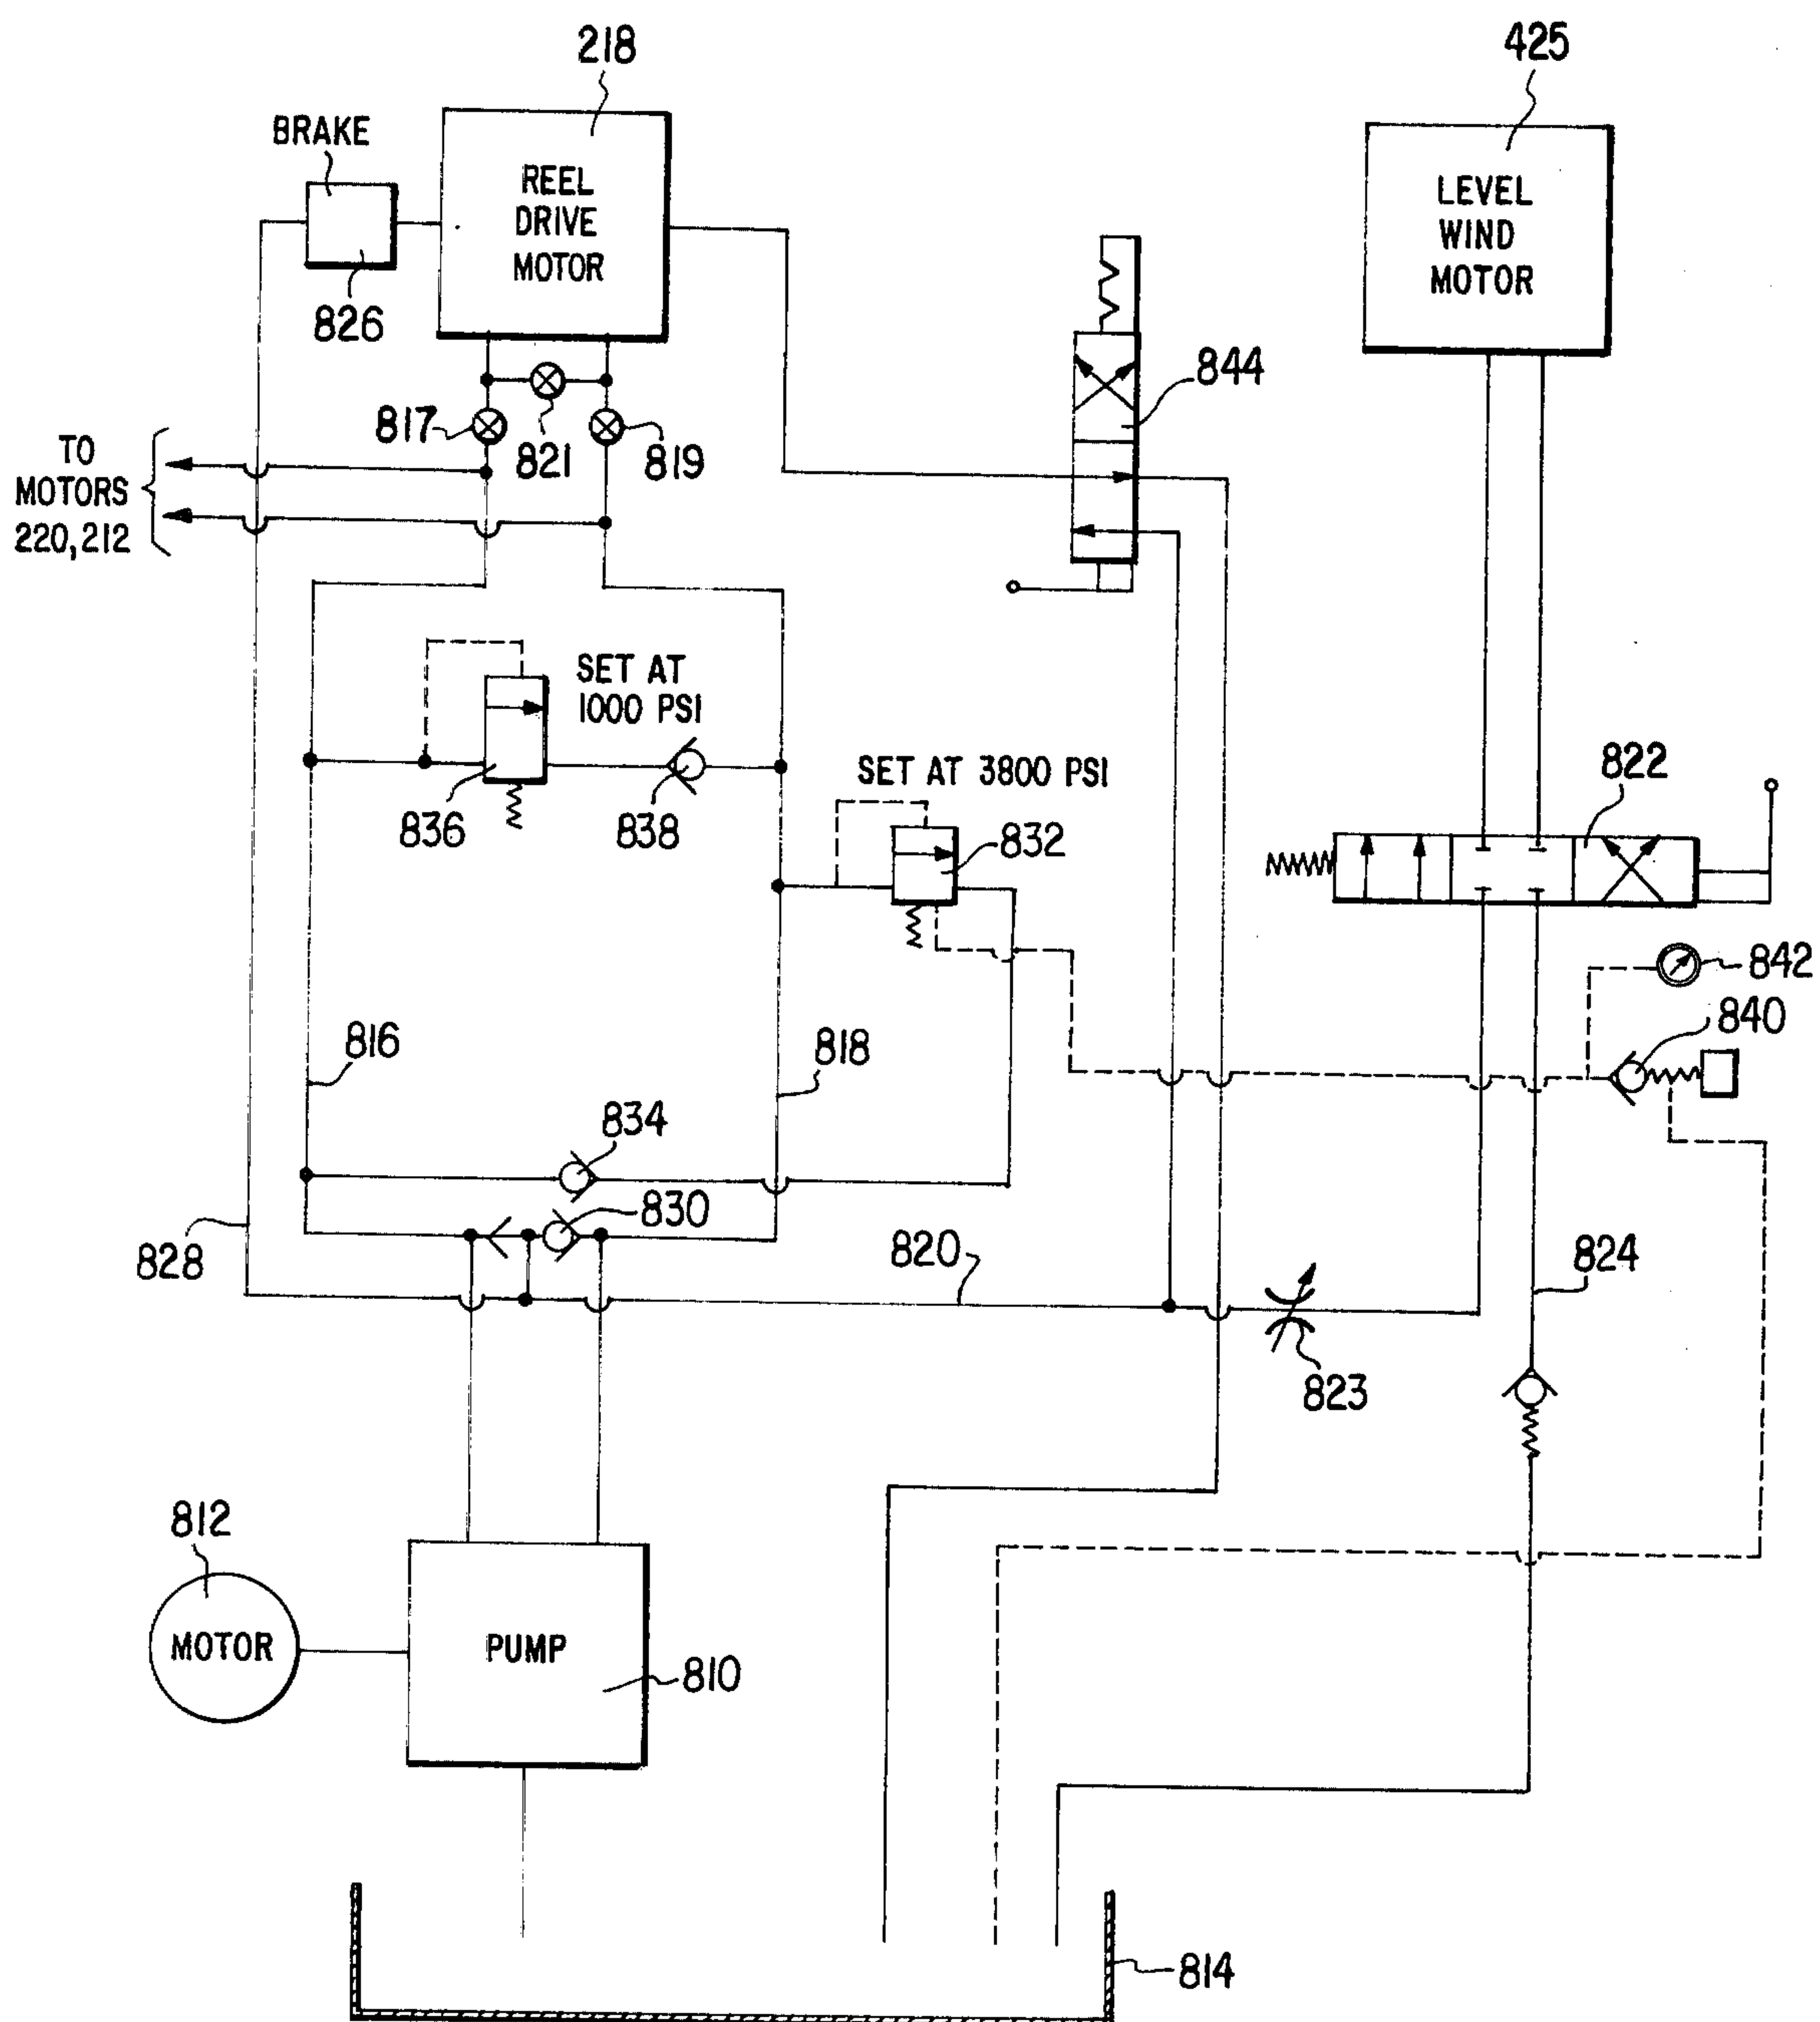 218
425
BRAKE
REEL
DRIVE
MOTOR
LEVEL
WIND
MOTOR
826
844
817
821
819
TO
MOTORS
220,212
SET AT
1000 PSI
822
SET AT 3800 PSI
836
838
832
842
840
816
818
834
830
828
820
824
823
812
MOTOR
PUMP
810
814